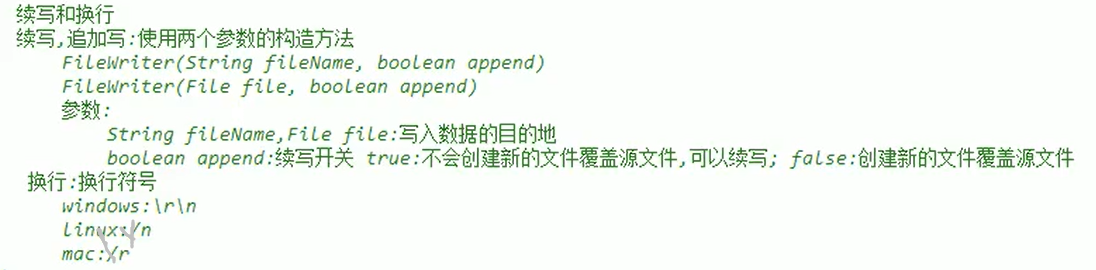 续写和换行
续写,追加写:使用两个参数的构造方法
FileWriter(String fileName, boolean append)
FileWriter(File file, boolean append)
参数:
String fileName,File file:写入数据的目的地
boolean append:续写开关 true:不会创建新的文件覆盖源文件,可以续写; false:创建新的文件覆盖源文件
换行:换行符号
windows:\r\n
linux:/n
mac:/r